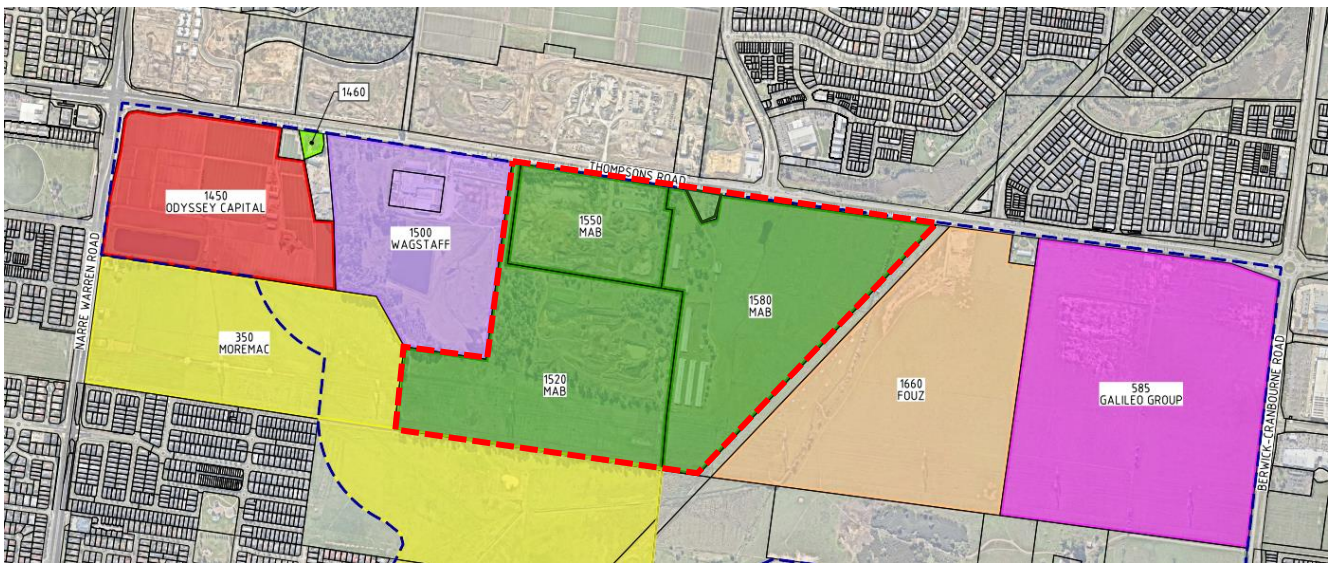 1460
THOMPSONS ROAD
1450
ODYSSEY CAPITAL
1500
WAGSTAFF
1550
MAB
1580
MAB
NARRE WARREN ROAD
350
MOREMAC
1520
MAB
1660
FOUZ
585
GALILEO GROUP
BERWICK-CRANBOURNE ROAD